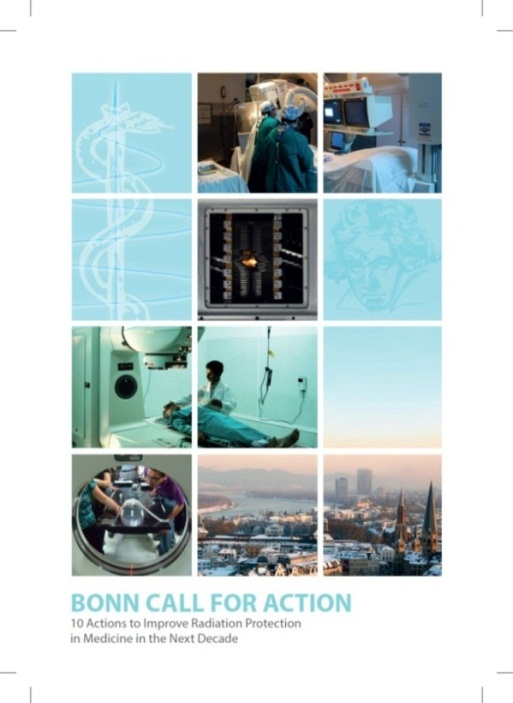 BONN CALL FOR ACTION
10 Actions to Improve Radiation Protection
in Medicine in the Next Decade